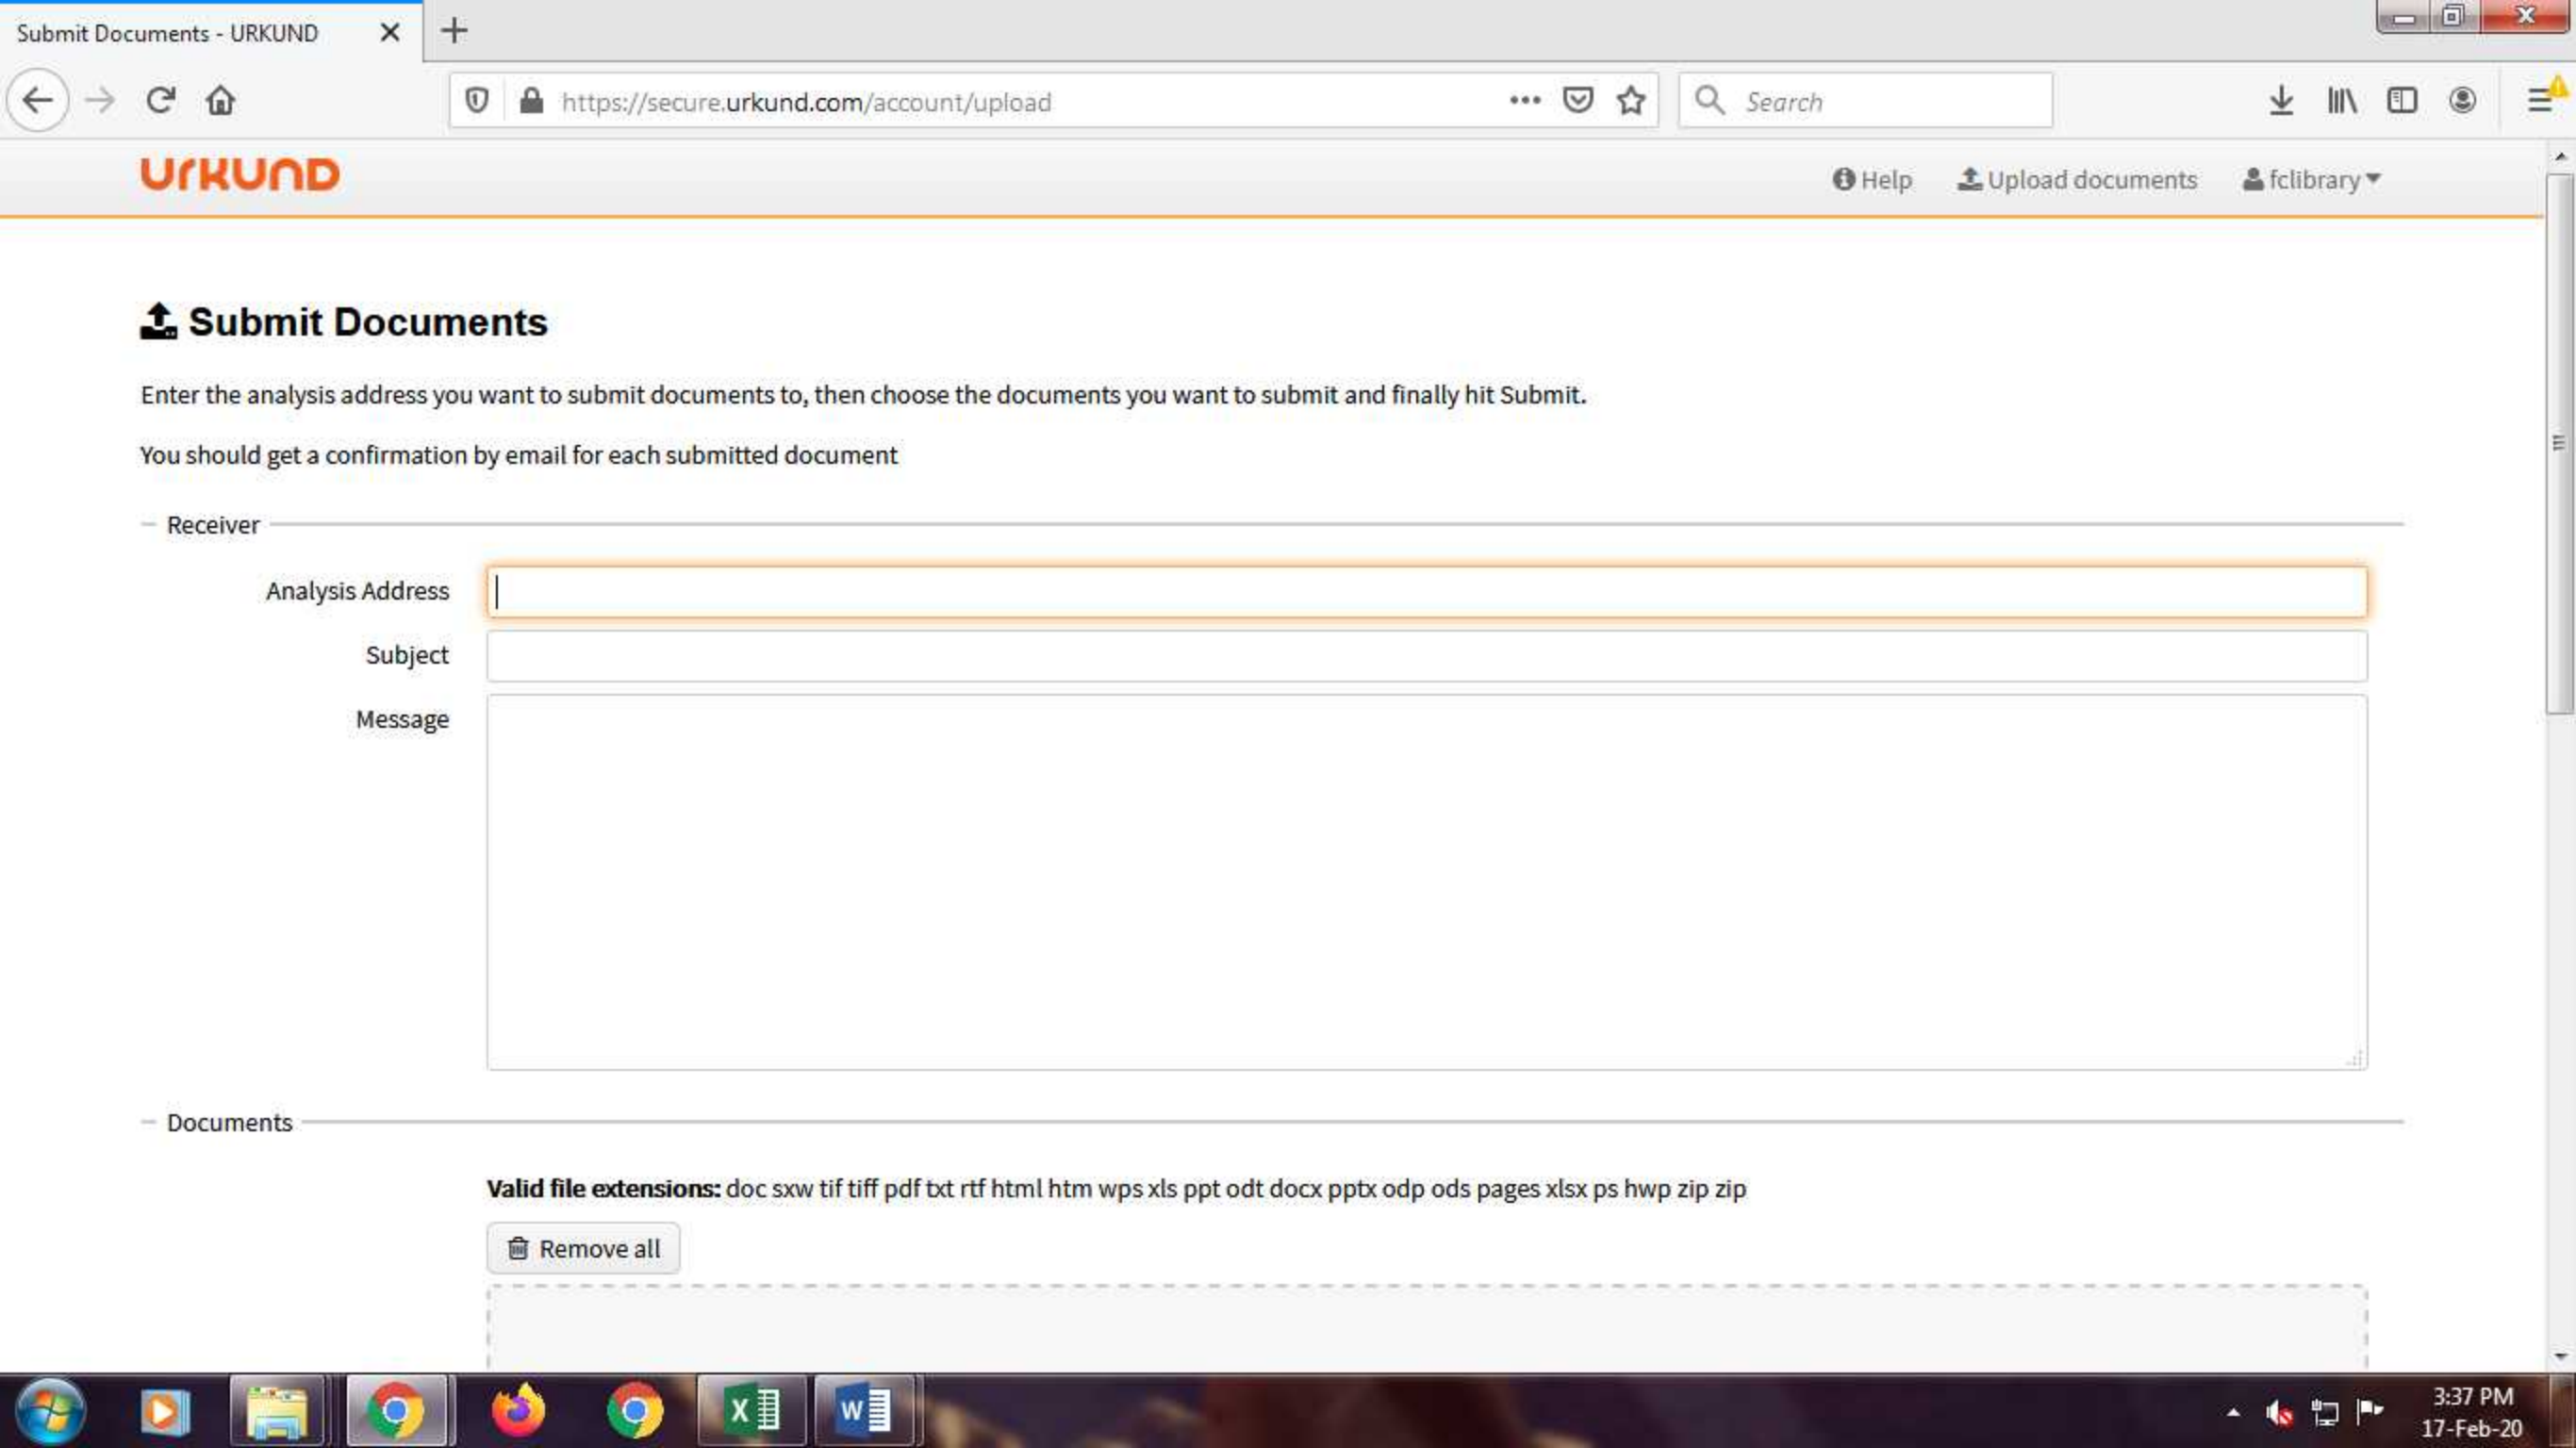 Submit Documents - URKUND
https://secure.urkund.com/account/upload
Search
URKUND
Help
Upload documents
fclibrary
Submit Documents
Enter the analysis address you want to submit documents to, then choose the documents you want to submit and finally hit Submit.
You should get a confirmation by email for each submitted document
Receiver
Analysis Address
Subject
Message
Documents
Valid file extensions: doc sxw tif tiff pdf txt rtf html htm wps xls ppt odt docx pptx odp ods pages xlsx ps hwp zip zip
Remove all
3:37 PM
17-Feb-20